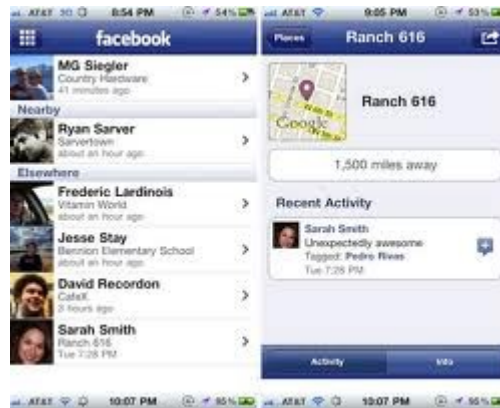 AT&T 3G 8:54 PM 54%
facebook
MG Siegler
Country Hardware
41 minutes ago
Nearby
Ryan Sarver
Sarvertown
about an hour ago
Elsewhere
Frederic Lardinois
Vitamin World
about an hour ago
Jesse Stay
Bennion Elementary School
about an hour ago
David Recordon
CafeX
3 hours ago
Sarah Smith
Ranch 616
Tue 7:28 PM
AT&T 10:07 PM 95%
AT&T 9:05 PM 53%
Places
Ranch 616
Google
W 6th St
Ranch 616
1,500 miles away
Recent Activity
Sarah Smith
Unexpectedly awesome
Tagged: Pedro Rivas
Tue 7:28 PM
Activity
Info
AT&T 10:07 PM 95%